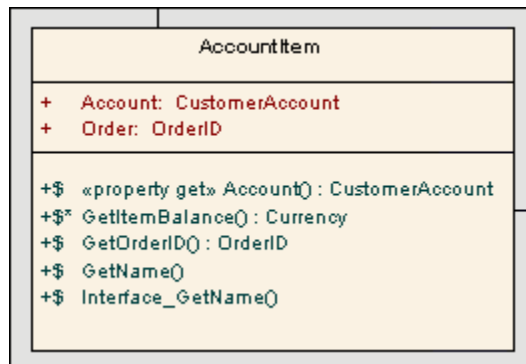 AccountItem
+ Account: CustomerAccount
+ Order: OrderID
+$ «property get» Account() : CustomerAccount
+$* GetItemBalance() : Currency
+$ GetOrderID() : OrderID
+$ GetName()
+$ Interface_GetName()